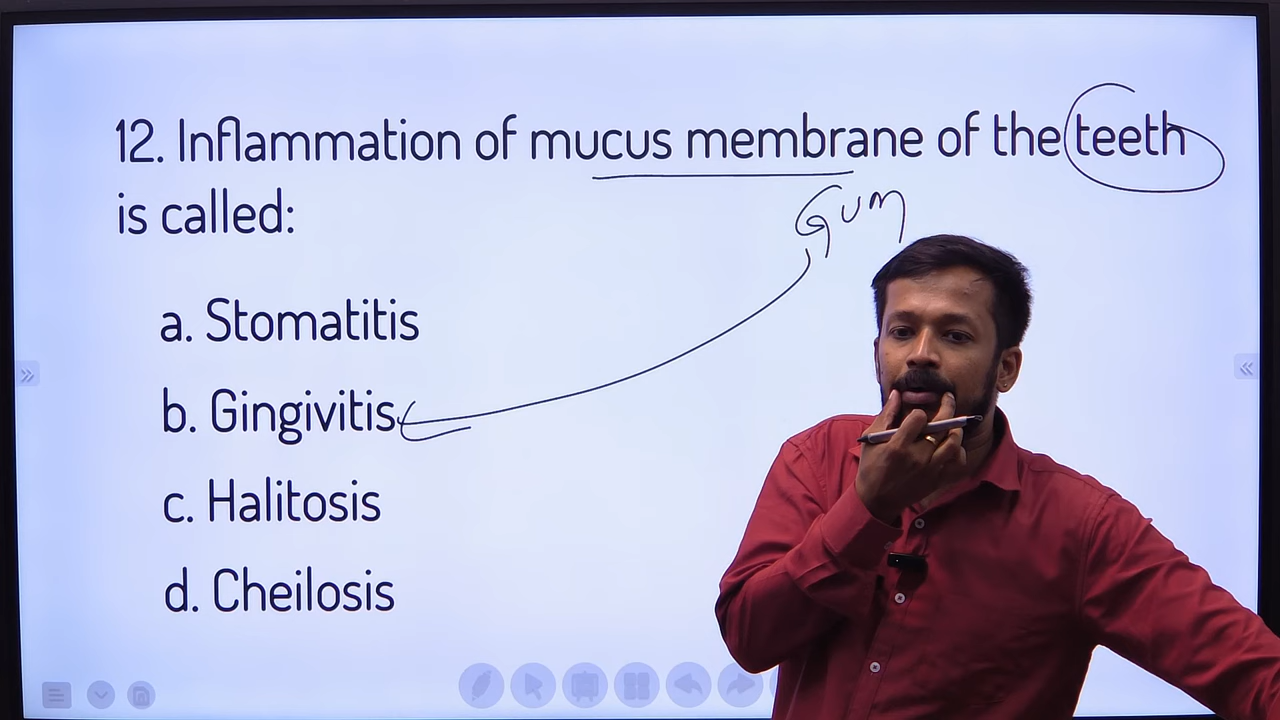 12. Inflammation of mucus membrane of the teeth
is called:
Gum
a. Stomatitis
b. Gingivitis
c. Halitosis
d. Cheilosis